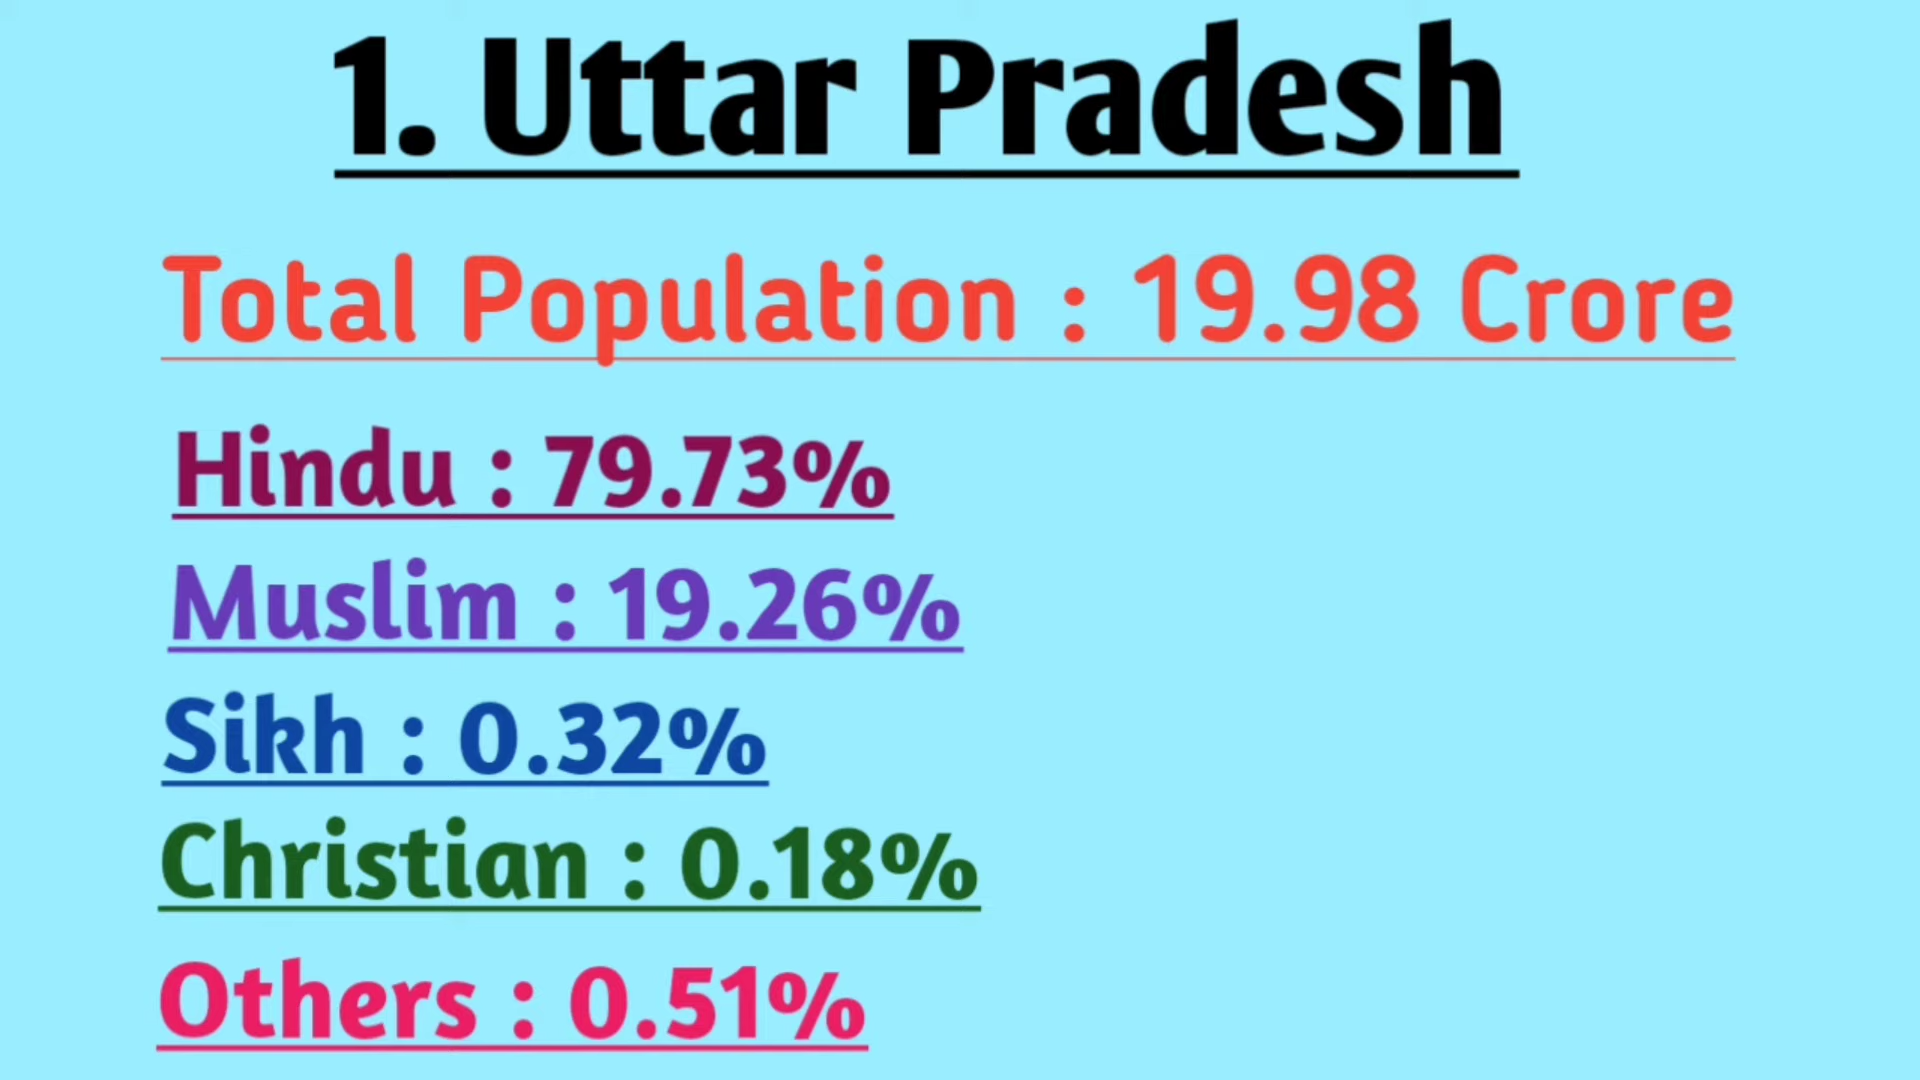 1. Uttar Pradesh
Total Population : 19.98 Crore
Hindu : 79.73%
Muslim : 19.26%
Sikh : 0.32%
Christian : 0.18%
Others : 0.51%